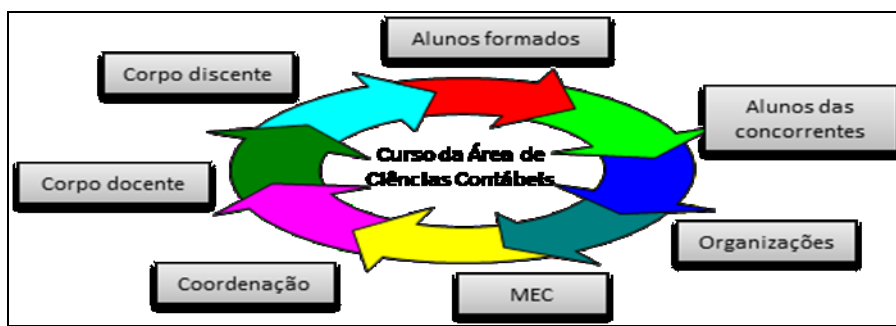 Alunos formados
Corpo discente
Alunos das
concorrentes
Curso da Área de
Ciências Contábeis
Corpo docente
Organizações
Coordenação
MEC